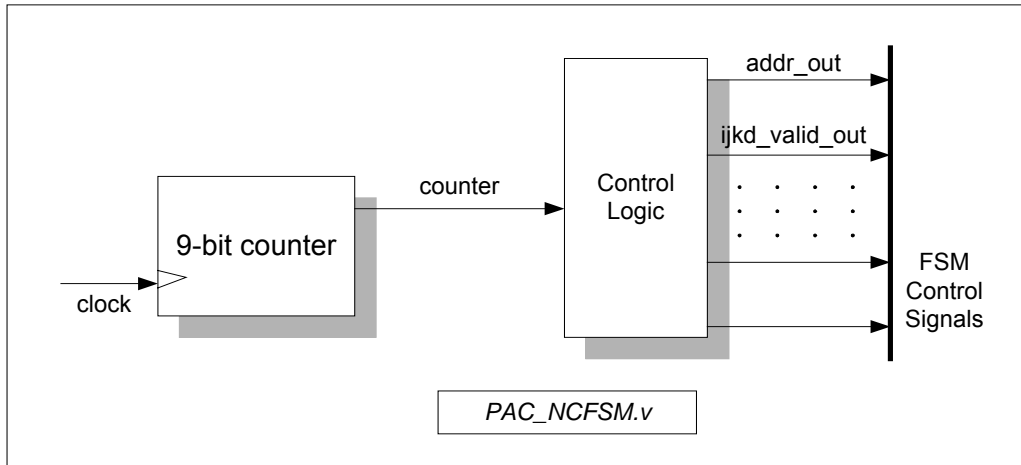 addr_out
ijkd_valid_out
counter
Control
Logic
9-bit counter
clock
FSM
Control
Signals
PAC_NCFSM.v